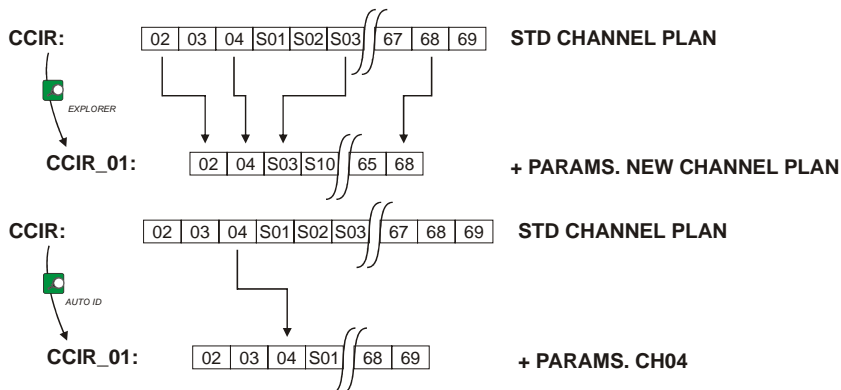 CCIR: 02 03 04 S01 S02 S03 67 68 69 STD CHANNEL PLAN
EXPLORER
CCIR_01: 02 04 S03 S10 65 68 + PARAMS. NEW CHANNEL PLAN
CCIR: 02 03 04 S01 S02 S03 67 68 69 STD CHANNEL PLAN
AUTO ID
CCIR_01: 02 03 04 S01 68 69 + PARAMS. CH04